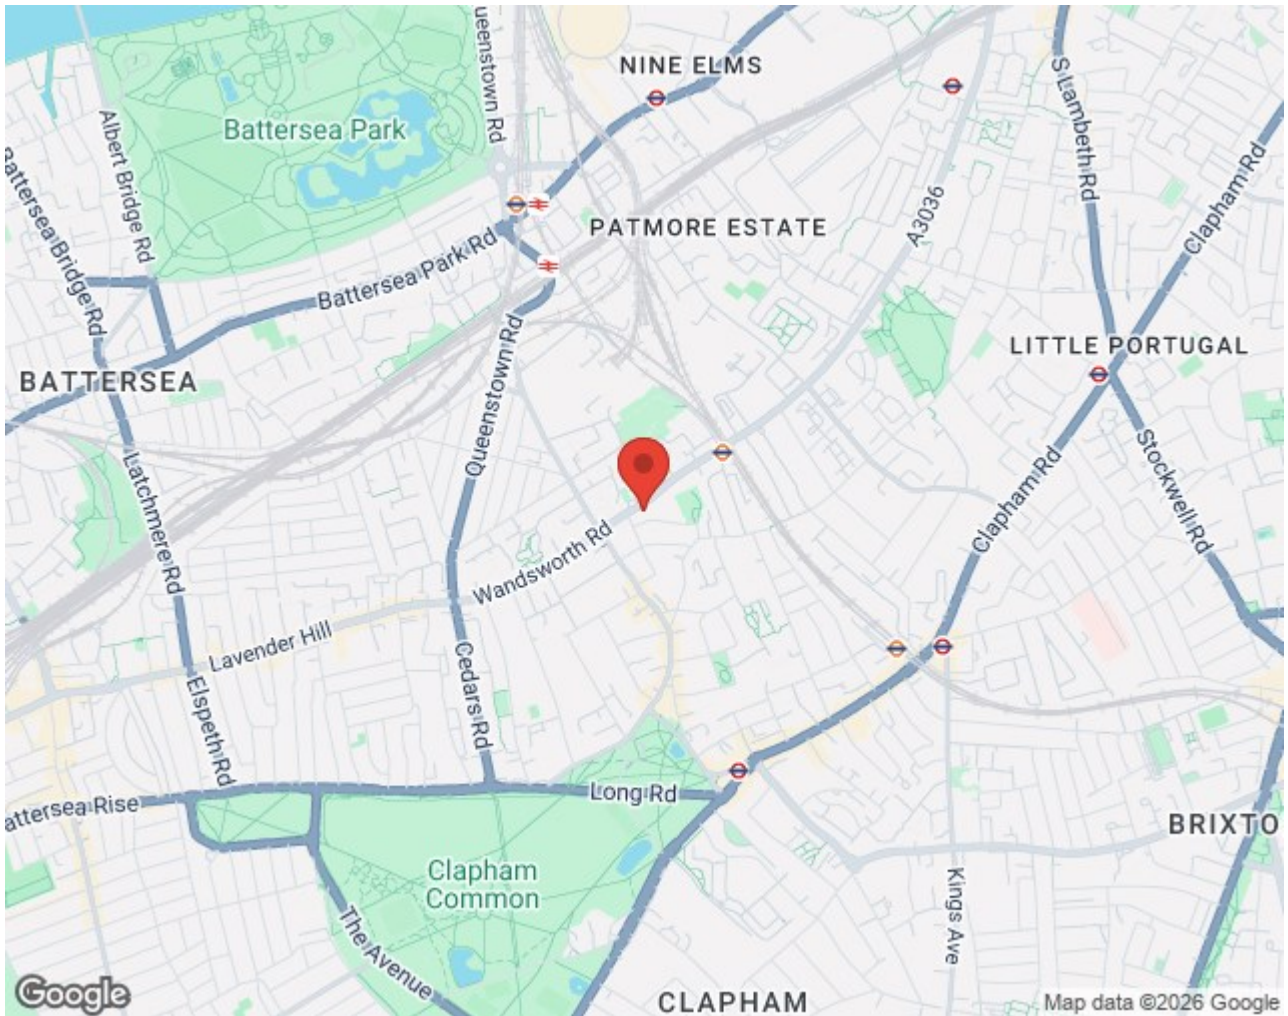 NINE ELMS
Queenstown Rd
S Lambeth Rd
Battersea Park
Albert Bridge Rd
Clapham Rd
Battersea Bridge Rd
A3036
PATMORE ESTATE
Battersea Park Rd
LITTLE PORTUGAL
BATTERSEA
Queenstown Rd
Stockwell Rd
Clapham Rd
Latchmere Rd
Wandsworth Rd
Lavender Hill
Cedars Rd
Elspeth Rd
Long Rd
attersea Rise
BRIXTO
Clapham
Common
Kings Ave
The Avenue
CLAPHAM
Google
Map data ©2026 Google